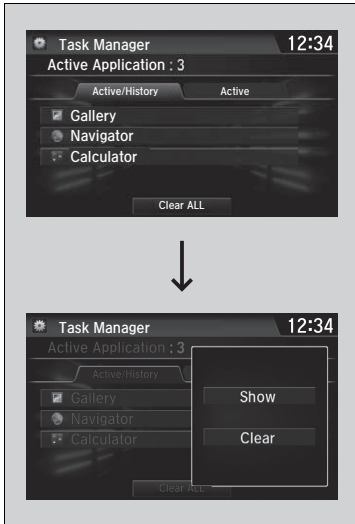 Task Manager 12:34
Active Application : 3
Active/History Active
Gallery
Navigator
Calculator
Clear ALL
Task Manager 12:34
Active Application : 3
Active/History
Gallery
Show
Navigator
Clear
Calculator
Clear ALL